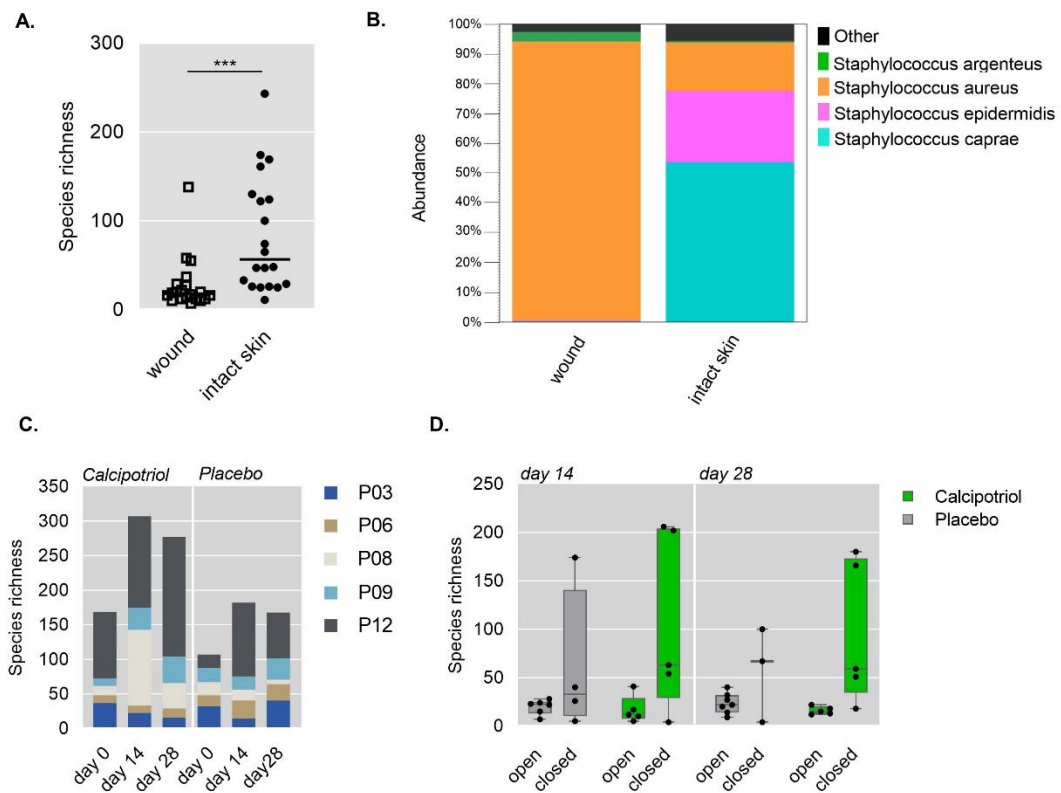 A.
300
200
100
0
Species richness
***
wound
intact skin
B.
100%
90%
80%
70%
60%
50%
40%
30%
20%
10%
0%
Abundance
wound
intact skin
Other
Staphylococcus argenteus
Staphylococcus aureus
Staphylococcus epidermidis
Staphylococcus caprae
C.
Calcipotriol
Placebo
350
300
250
200
150
100
50
0
Species richness
day 0
day 14
day 28
day 0
day 14
day28
P03
P06
P08
P09
P12
D.
day 14
day 28
250
200
150
100
50
0
Species richness
open
closed
open
closed
open
closed
open
closed
Calcipotriol
Placebo